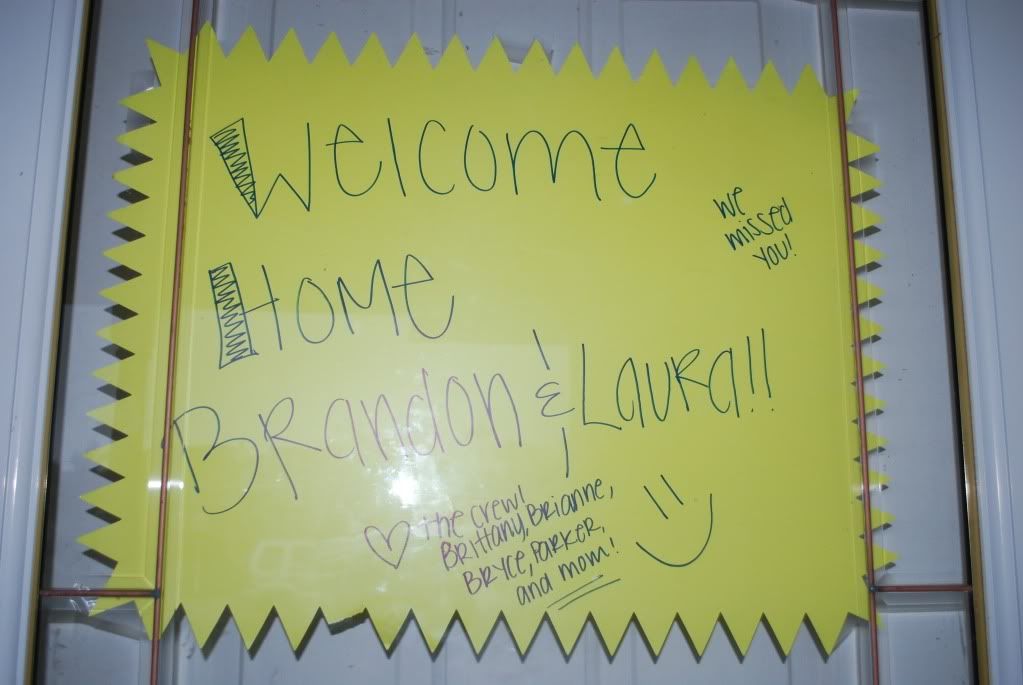 Welcome
We
missed
you!
Home
Brandon & Laura!!
♡ the crew!
Brittany, Brianne,
Bryce, Parker,
and mom!